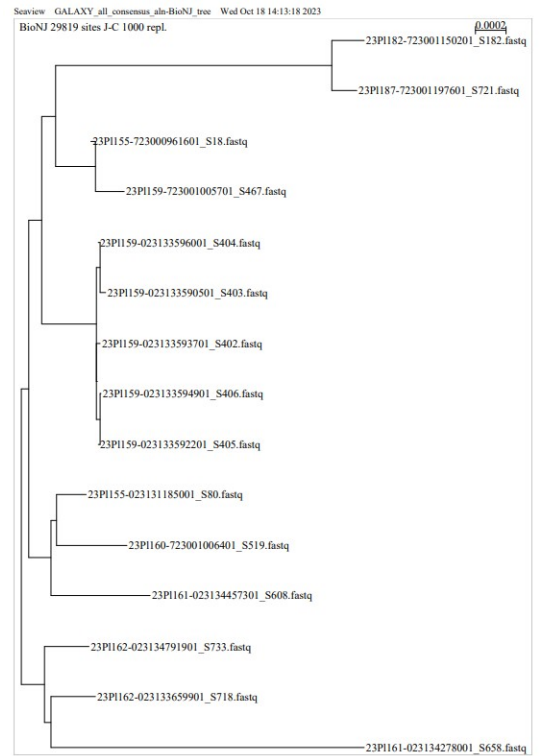 Seaview GALAXY_all_consensus_aln-BioNJ_tree Wed Oct 18 14:13:18 2023
BioNJ 29819 sites J-C 1000 repl.
0.0002
23Pl182-723001150201_S182.fastq
23Pl187-723001197601_S721.fastq
23Pl155-723000961601_S18.fastq
23Pl159-723001005701_S467.fastq
23Pl159-023133596001_S404.fastq
23Pl159-023133590501_S403.fastq
23Pl159-023133593701_S402.fastq
23Pl159-023133594901_S406.fastq
23Pl159-023133592201_S405.fastq
23Pl155-023131185001_S80.fastq
23Pl160-723001006401_S519.fastq
23Pl161-023134457301_S608.fastq
23Pl162-023134791901_S733.fastq
23Pl162-023133659901_S718.fastq
23Pl161-023134278001_S658.fastq